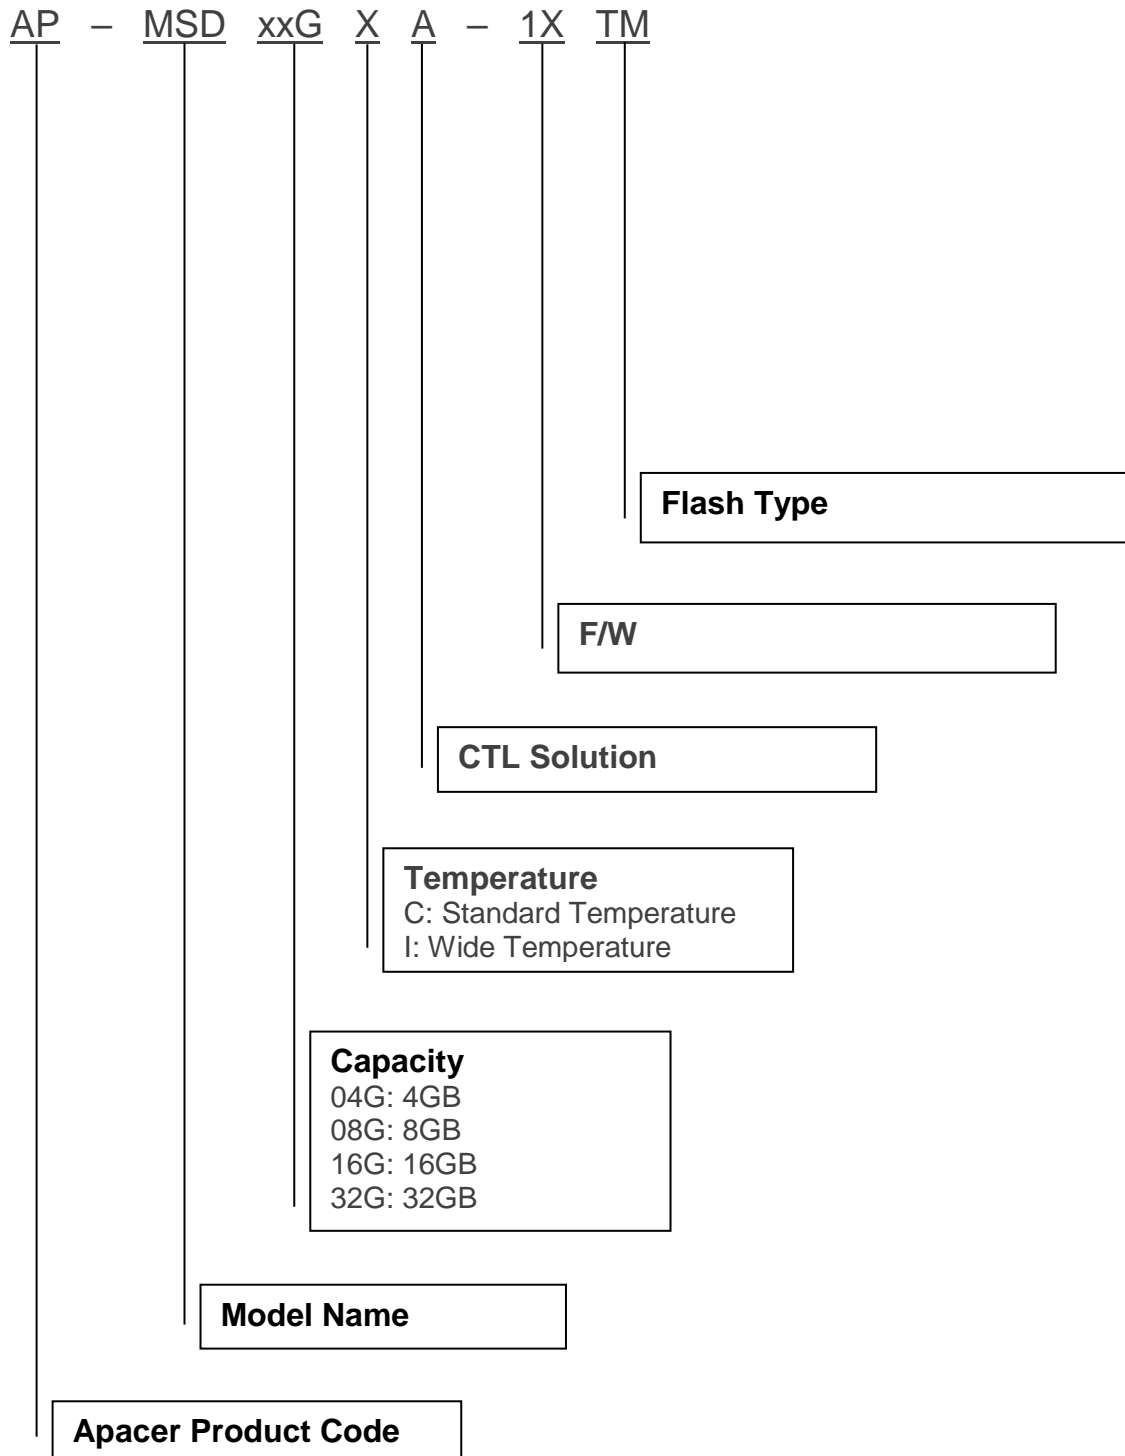 AP – MSD xxG X A – 1X TM
Flash Type
F/W
CTL Solution
Temperature
C: Standard Temperature
I: Wide Temperature
Capacity
04G: 4GB
08G: 8GB
16G: 16GB
32G: 32GB
Model Name
Apacer Product Code